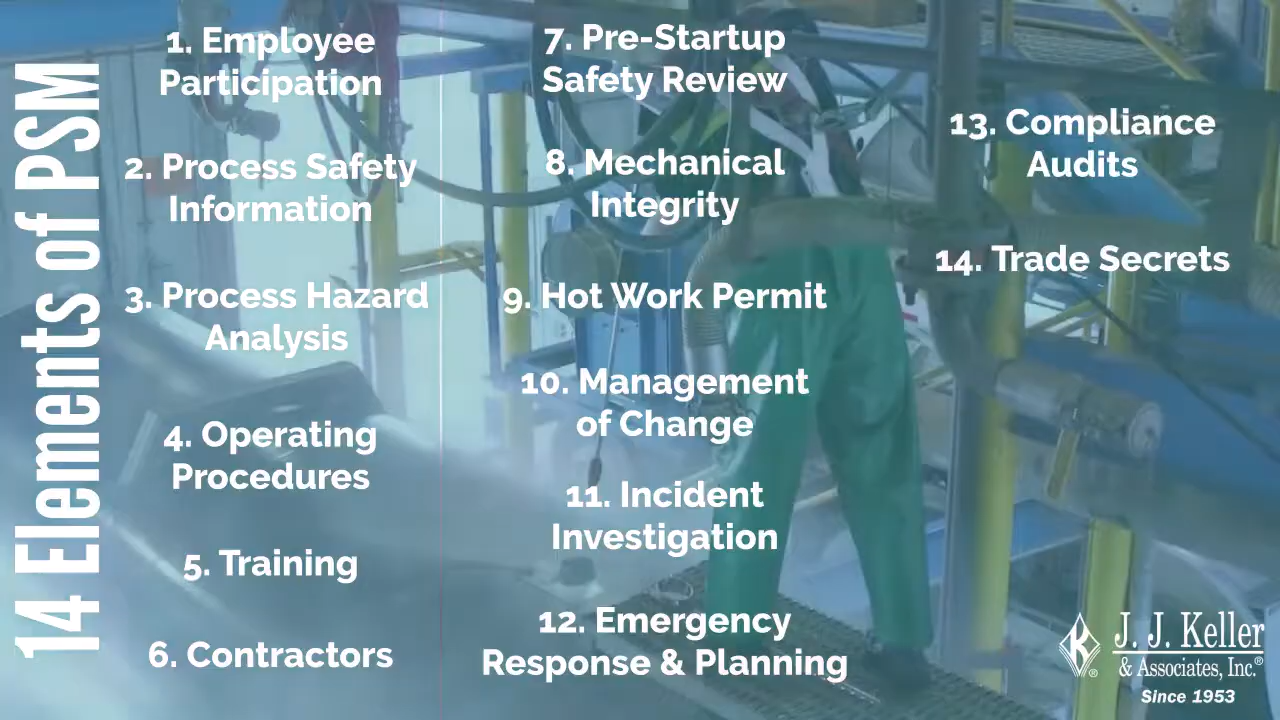 14 Elements of PSM
1. Employee
Participation
2. Process Safety
Information
3. Process Hazard
Analysis
4. Operating
Procedures
5. Training
6. Contractors
7. Pre-Startup
Safety Review
8. Mechanical
Integrity
9. Hot Work Permit
10. Management
of Change
11. Incident
Investigation
12. Emergency
Response & Planning
13. Compliance
Audits
14. Trade Secrets
J. J. Keller
& Associates, Inc.®
Since 1953